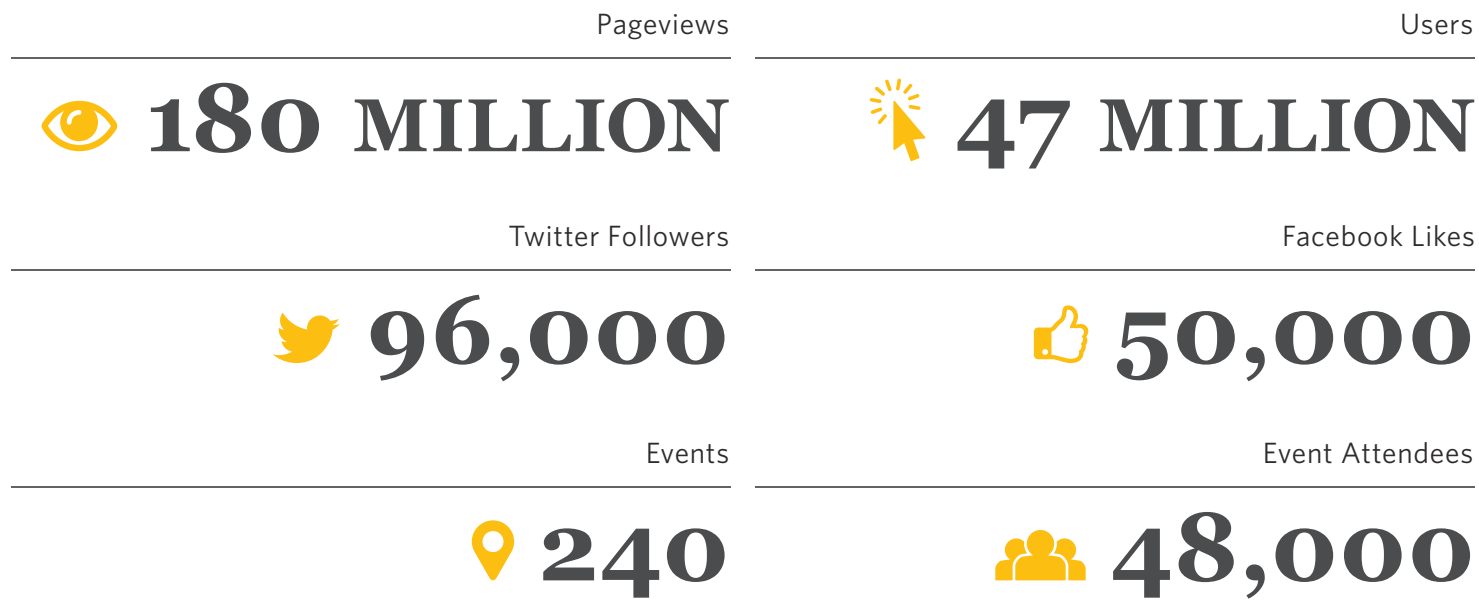 Pageviews
180 MILLION
Users
47 MILLION
Twitter Followers
96,000
Facebook Likes
50,000
Events
240
Event Attendees
48,000